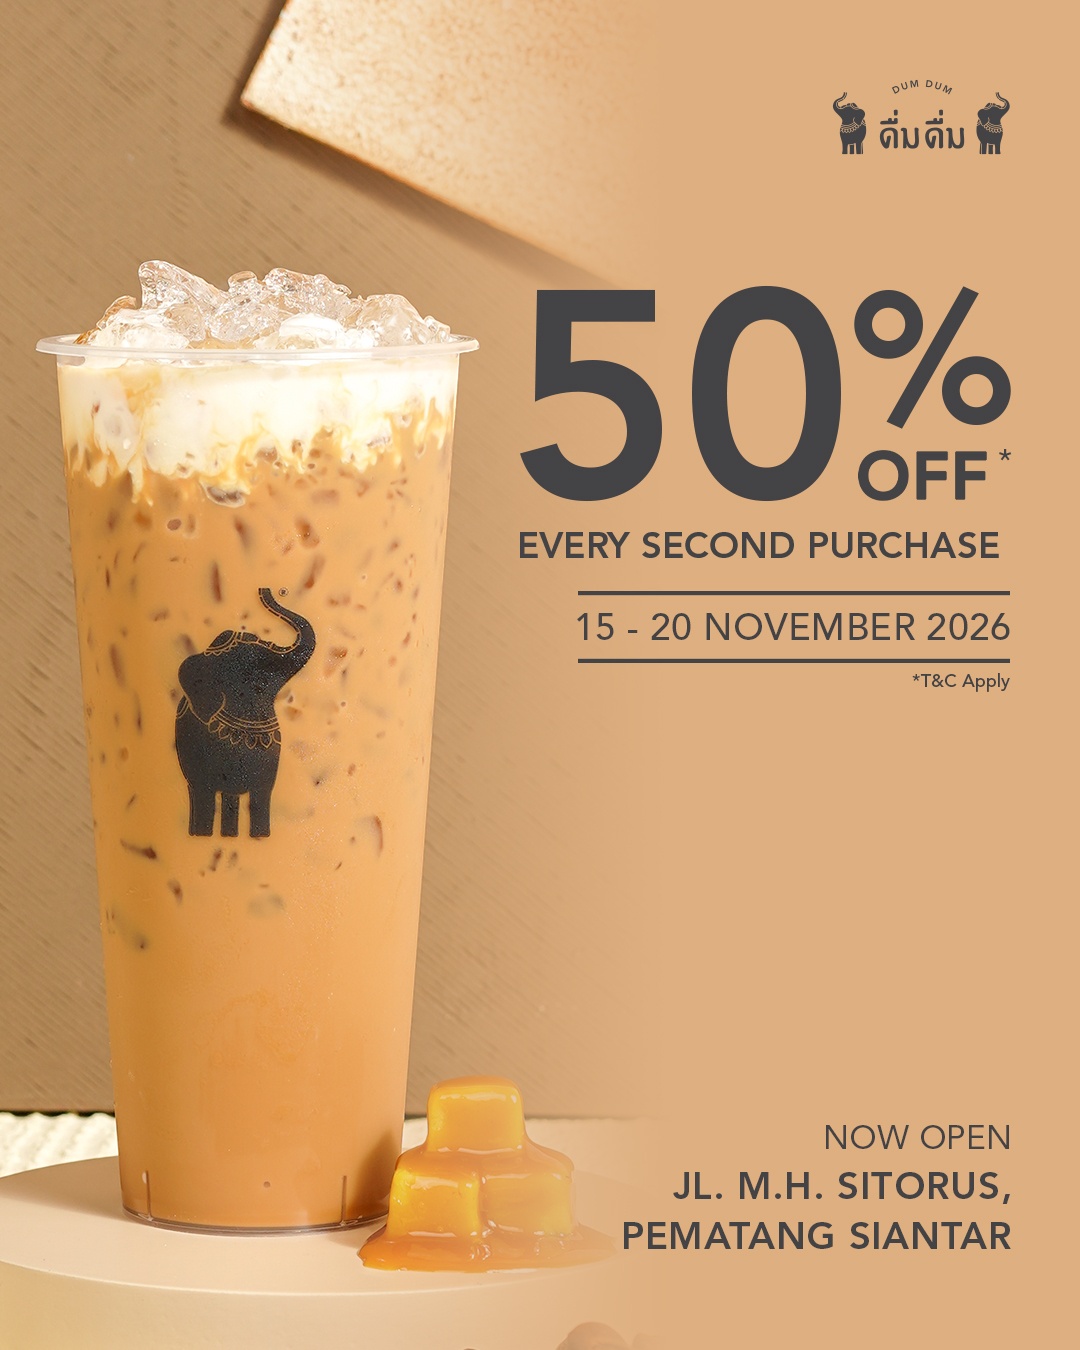 DUM DUM
ดื่มดื่ม
50%
OFF*
EVERY SECOND PURCHASE
15 - 20 NOVEMBER 2026
*T&C Apply
®
NOW OPEN
JL. M.H. SITORUS,
PEMATANG SIANTAR